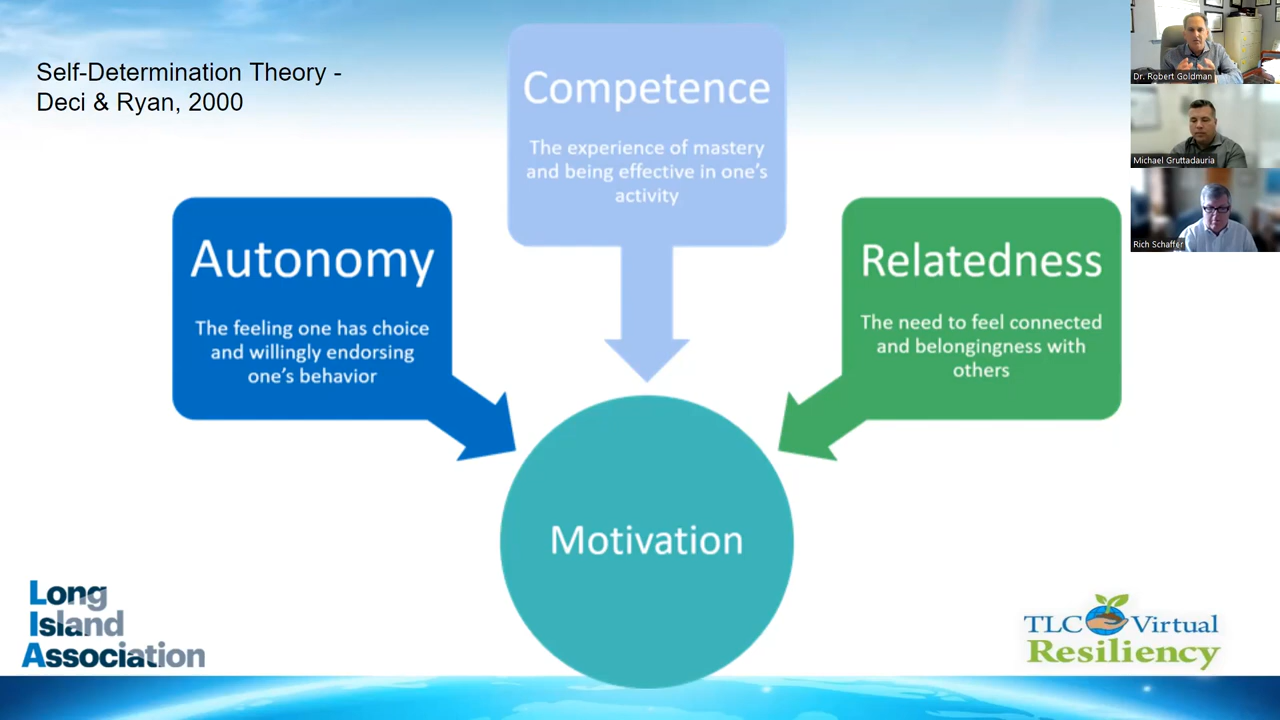 Self-Determination Theory -
Deci & Ryan, 2000
Competence
The experience of mastery
and being effective in one's
activity
Autonomy
The feeling one has choice
and willingly endorsing
one's behavior
Relatedness
The need to feel connected
and belongingness with
others
Motivation
Long
Island
Association
TLC Virtual
Resiliency
Dr. Robert Goldman
Michael Gruttadauria
Rich Schaffer